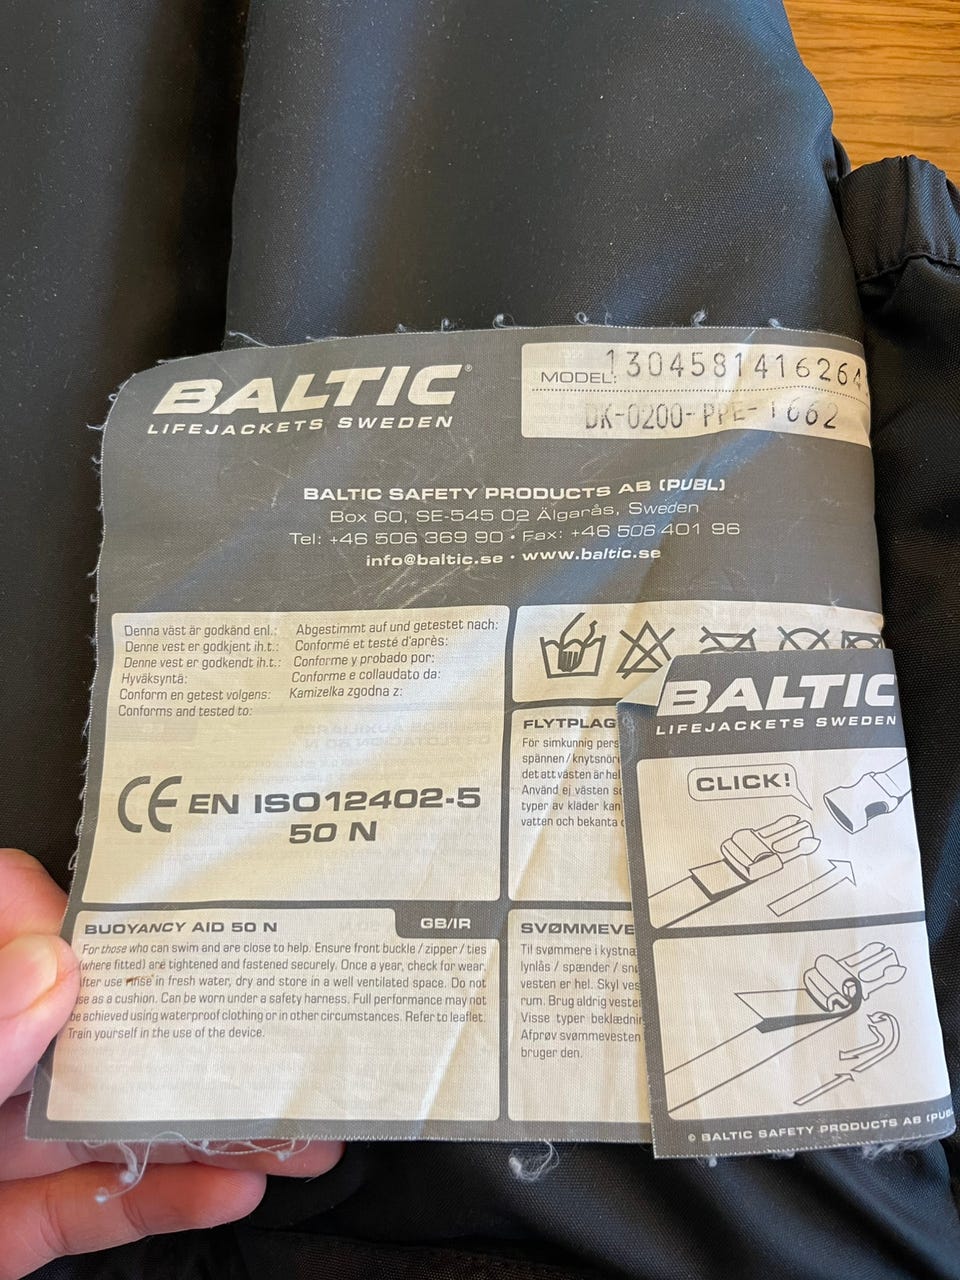 BALTIC®
LIFEJACKETS SWEDEN
MODEL: 1304581416264
DK-0200-PPE-1662
BALTIC SAFETY PRODUCTS AB (PUBL)
Box 60, SE-545 02 Älgarås, Sweden
Tel: +46 506 369 90 • Fax: +46 506 401 96
info@baltic.se • www.baltic.se
Denna väst är godkänd enl.:
Denne vest er godkjent ih.t.:
Denne vest er godkendt ih.t.:
Hyväksyntä:
Conform en getest volgens:
Conforms and tested to:
Abgestimmt auf und getestet nach:
Conformé et testé d'après:
Conforme y probado por:
Conforme e collaudato da:
Kamizelka zgodna z:
CE EN ISO12402-5
50 N
BUOYANCY AID 50 N
GB/IR
For those who can swim and are close to help. Ensure front buckle / zipper / ties
(where fitted) are tightened and fastened securely. Once a year, check for wear.
After use rinse in fresh water, dry and store in a well ventilated space. Do not
use as a cushion. Can be worn under a safety harness. Full performance may not
be achieved using waterproof clothing or in other circumstances. Refer to leaflet.
Train yourself in the use of the device.
FLYTPLAG
För simkunnig pers
spännen/knytsnör
det att västen är hel
Använd ej västen s
typer av kläder kan
vatten och bekanta
SVØMMEVE
Til svømmere i kystnæ
lynlås / spænder / sn
vesten er hel. Skyl ves
rum. Brug aldrig veste
Visse typer beklædnin
Afprøv svømmevesten
bruger den.
BALTIC
LIFEJACKETS SWEDEN
CLICK!
© BALTIC SAFETY PRODUCTS AB (PUB